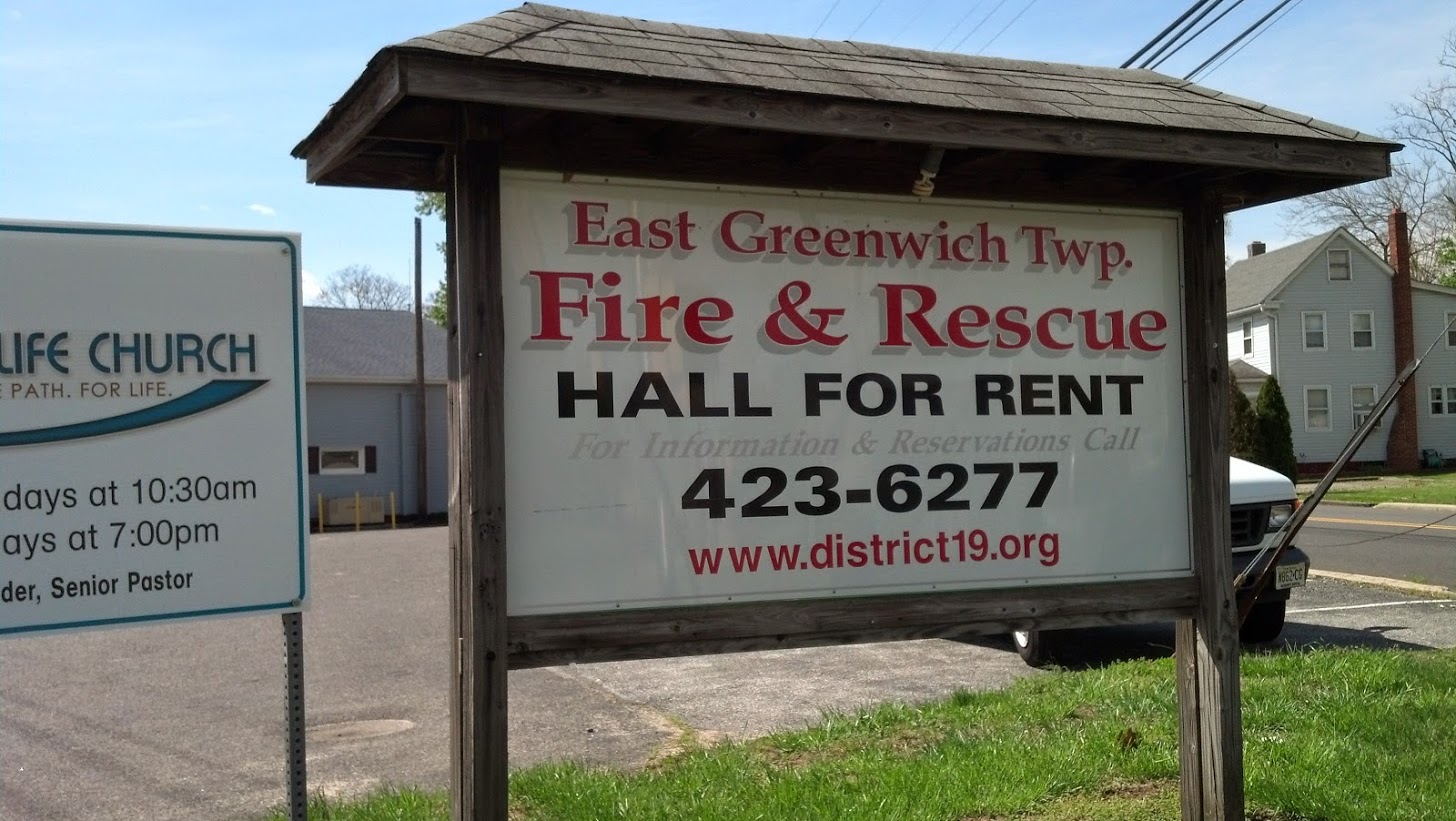 LIFE CHURCH
PATH. FOR LIFE.
days at 10:30am
ays at 7:00pm
der, Senior Pastor
East Greenwich Twp.
Fire & Rescue
HALL FOR RENT
For Information & Reservations Call
423-6277
www.district19.org